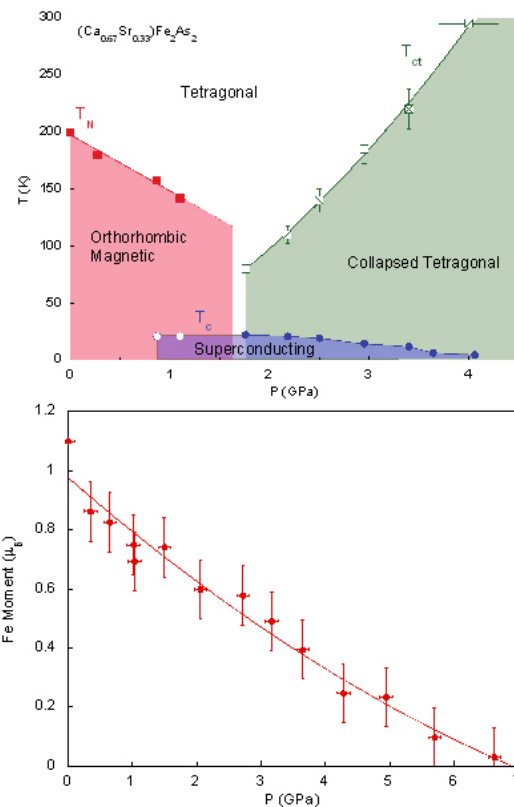 (Ca0.67Sr0.33)Fe2As2
300
250
200
150
100
50
0
T (K)
Tetragonal
TN
Tct
Orthorhombic
Magnetic
Collapsed Tetragonal
Tc
Superconducting
0
1
2
3
4
P (GPa)
1.2
1
0.8
0.6
0.4
0.2
0
Fe Moment (μB)
0
1
2
3
4
5
6
P (GPa)